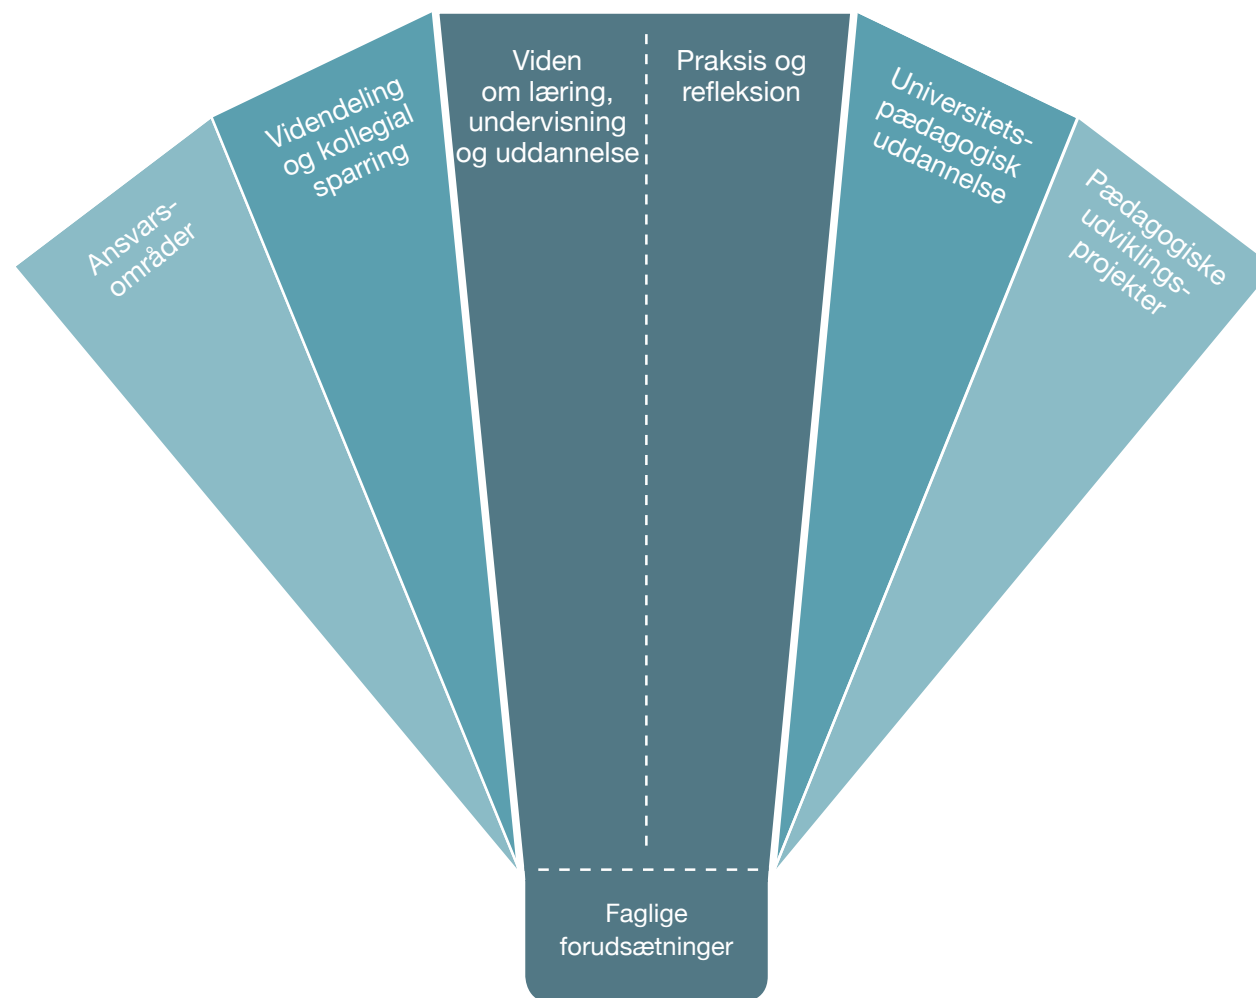 Ansvars-
områder
Videndeling
og kollegial
sparring
Viden
om læring,
undervisning
og uddannelse
Praksis og
refleksion
Universitets-
pædagogisk
uddannelse
Pædagogiske
udviklings-
projekter
Faglige
forudsætninger